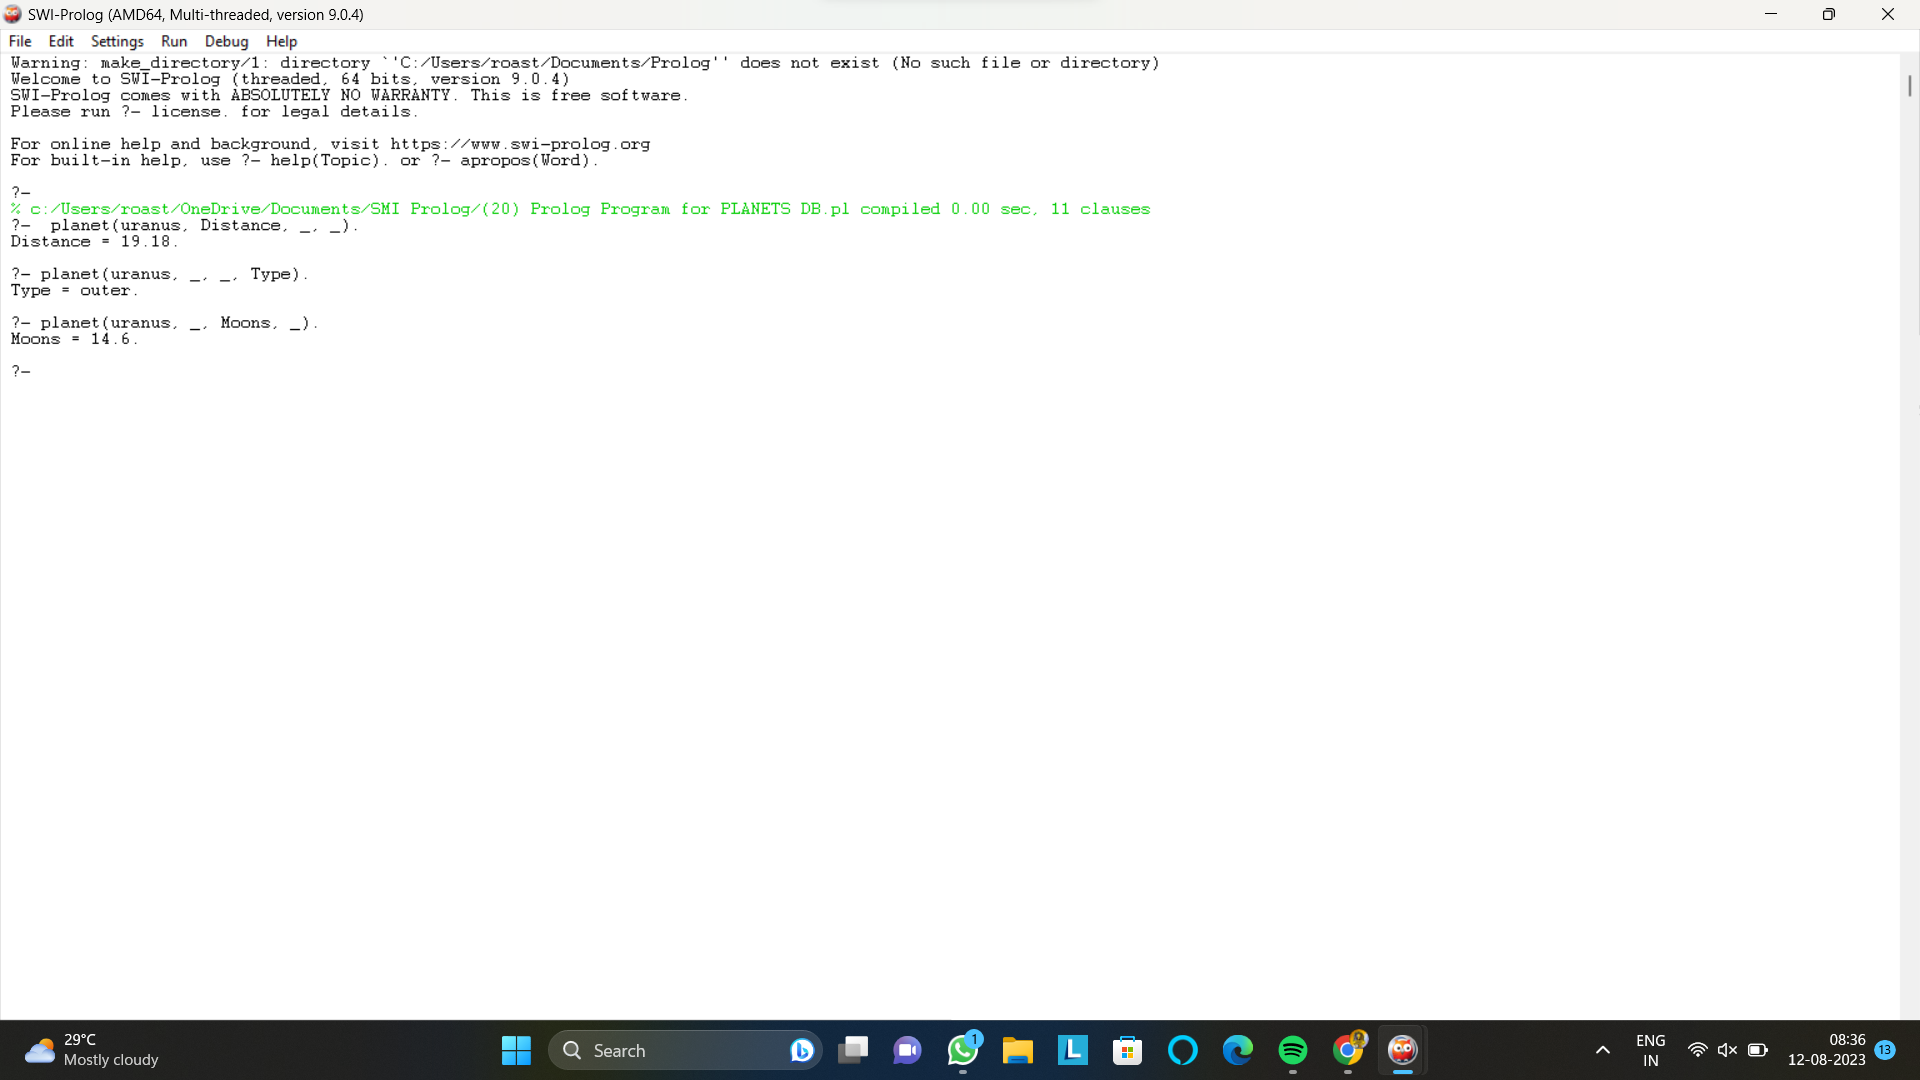 SWI-Prolog (AMD64, Multi-threaded, version 9.0.4)
File Edit Settings Run Debug Help
Warning: make_directory/1: directory `'C:/Users/roast/Documents/Prolog'' does not exist (No such file or directory)
Welcome to SWI-Prolog (threaded, 64 bits, version 9.0.4)
SWI-Prolog comes with ABSOLUTELY NO WARRANTY. This is free software.
Please run ?- license. for legal details.
For online help and background, visit https://www.swi-prolog.org
For built-in help, use ?- help(Topic). or ?- apropos(Word).
?-
% c:/Users/roast/OneDrive/Documents/SMI Prolog/(20) Prolog Program for PLANETS DB.pl compiled 0.00 sec, 11 clauses
?-  planet(uranus, Distance, _, _).
Distance = 19.18.
?- planet(uranus, _, _, Type).
Type = outer.
?- planet(uranus, _, Moons, _).
Moons = 14.6.
?-
29°C
Mostly cloudy
Search
1
L
ENG
IN
08:36
12-08-2023
13